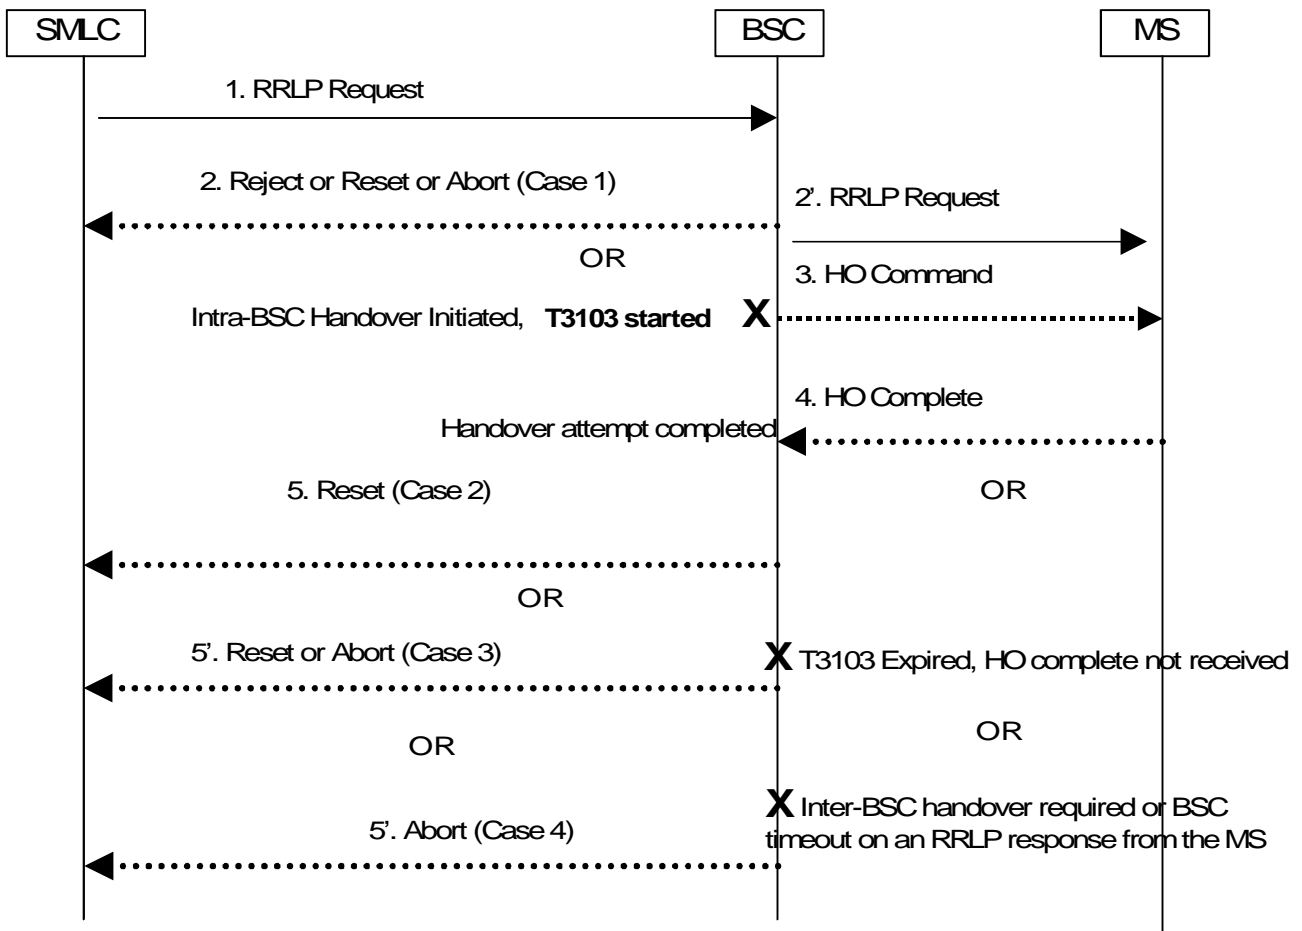 SMLC
BSC
MS
1. RRLP Request
2. Reject or Reset or Abort (Case 1)
2'. RRLP Request
OR
3. HO Command
Intra-BSC Handover Initiated, T3103 started X
4. HO Complete
Handover attempt completed
5. Reset (Case 2)
OR
OR
5'. Reset or Abort (Case 3)
X T3103 Expired, HO complete not received
OR
OR
X Inter-BSC handover required or BSC
timeout on an RRLP response from the MS
5'. Abort (Case 4)